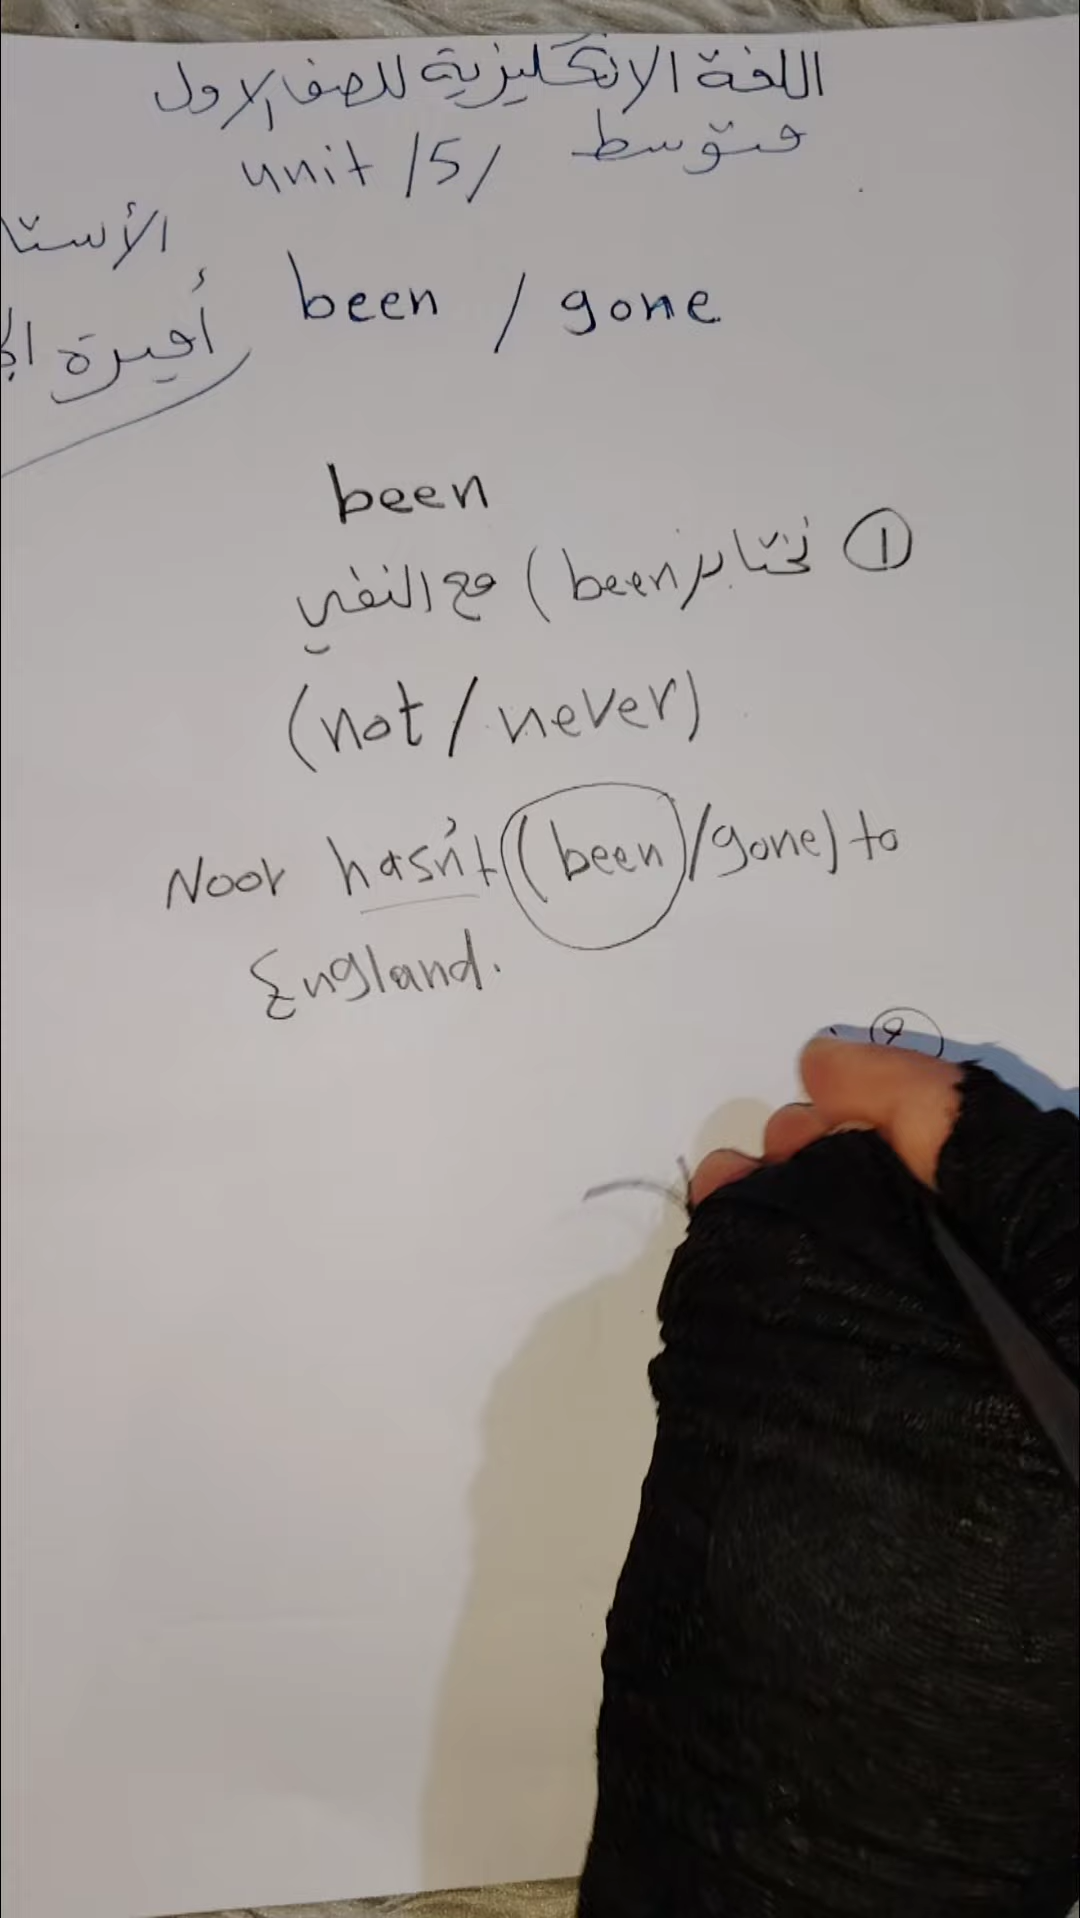 اللغة الانكليزية للصف الاول
متوسط unit /5/
الأستا
أميرة
been / gone
been
① نختار been) مع النفي
(not / never)
Noor hasn't (been/gone) to
England.